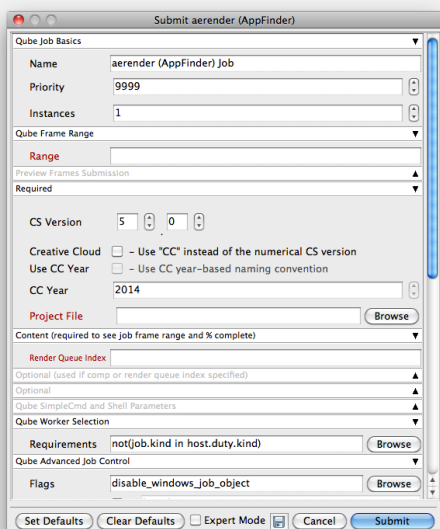 Submit aerender (AppFinder)
Qube Job Basics
Name aerender (AppFinder) Job
Priority 9999
Instances 1
Qube Frame Range
Range
Preview Frames Submission
Required
CS Version 5 . 0
Creative Cloud - Use "CC" instead of the numerical CS version
Use CC Year - Use CC year-based naming convention
CC Year 2014
Project File Browse
Content (required to see job frame range and % complete)
Render Queue Index
Optional (used if comp or render queue index specified)
Optional
Qube SimpleCmd and Shell Parameters
Qube Worker Selection
Requirements not(job.kind in host.duty.kind) Browse
Qube Advanced Job Control
Flags disable_windows_job_object Browse
Set Defaults Clear Defaults Expert Mode Cancel Submit